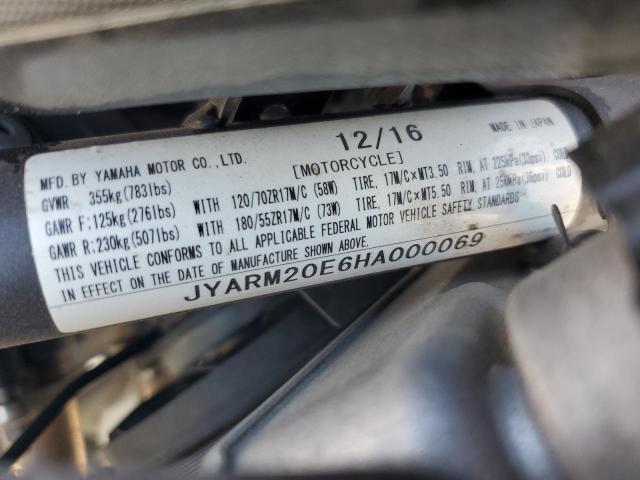 12/16
MADE IN JAPAN
MFD. BY YAMAHA MOTOR CO., LTD. [MOTORCYCLE]
GVWR 355kg(783lbs)
GAWR F:125kg(276lbs) WITH 120/70ZR17M/C (58W) TIRE, 17M/C×MT3.50 RIM, AT 225kPa(33psi) COLD
GAWR R:230kg(507lbs) WITH 180/55ZR17M/C (73W) TIRE, 17M/C×MT5.50 RIM, AT 250kPa(36psi) COLD
THIS VEHICLE CONFORMS TO ALL APPLICABLE FEDERAL MOTOR VEHICLE SAFETY STANDARDS
IN EFFECT ON THE DATE OF MANUFACTURE SHOWN ABOVE.
JYARM20E6HA000069